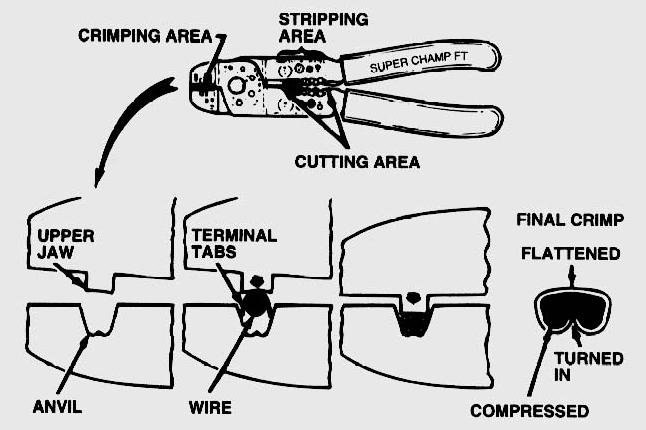 STRIPPING
AREA
CRIMPING AREA
SUPER CHAMP FT
CUTTING AREA
UPPER
JAW
TERMINAL
TABS
FINAL CRIMP
FLATTENED
TURNED
IN
ANVIL
WIRE
COMPRESSED